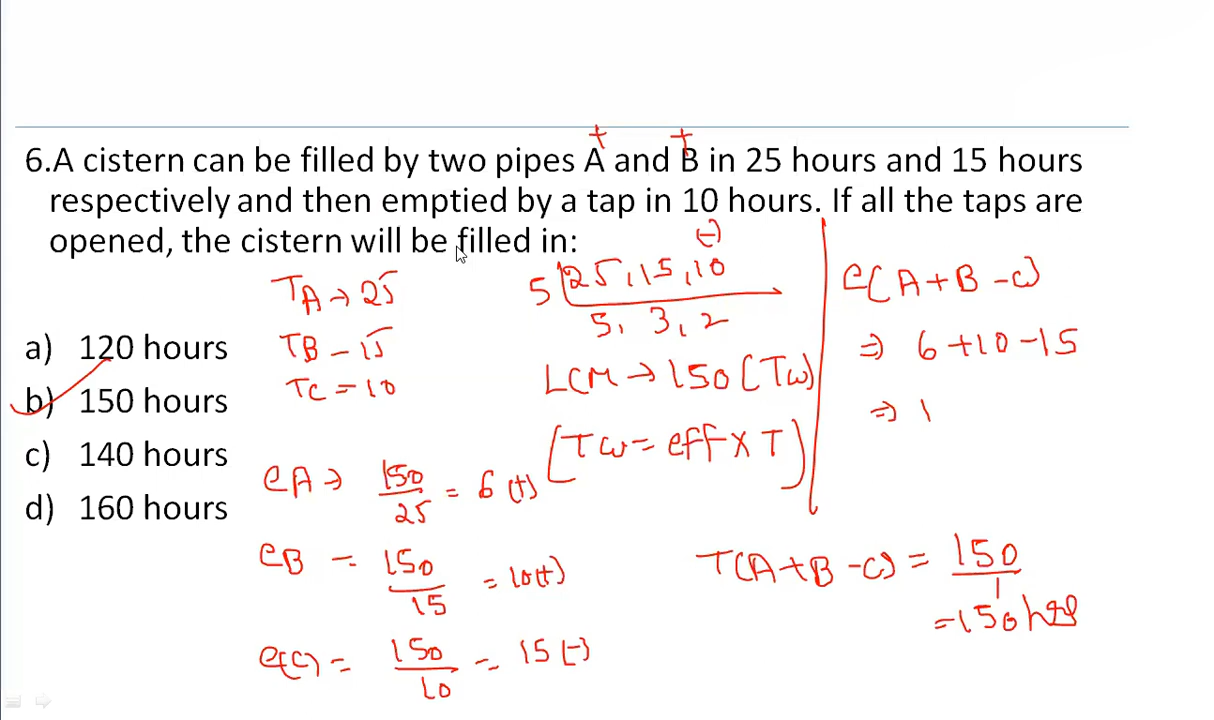 + +
6.A cistern can be filled by two pipes A and B in 25 hours and 15 hours
respectively and then emptied by a tap in 10 hours. If all the taps are
opened, the cistern will be filled in:
a) 120 hours
b) 150 hours
c) 140 hours
d) 160 hours
TA → 25
TB - 15
TC = 10
eA → 150/25 = 6 (+)
eB = 150/15 = 10(+)
e(C) = 150/10 = 15 (-)
(-)
5 25, 15, 10
5, 3, 2
LCM → 150 (Tw)
[Tw = eff x T]
e(A+B-C)
⇒ 6+10-15
⇒ 1
T(A+B-C) = 150/1
=150 hrs